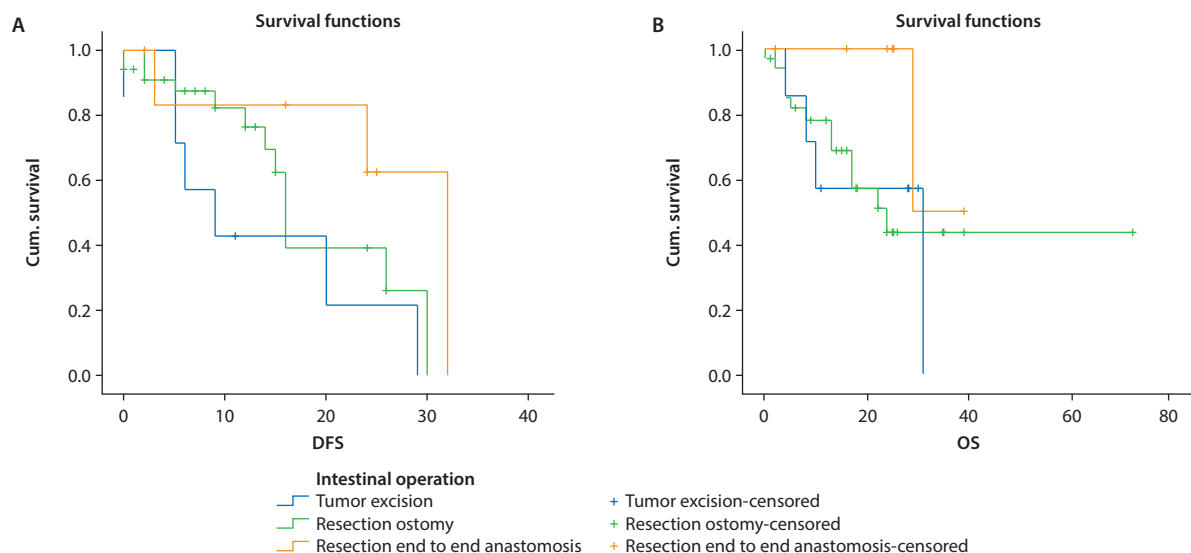 A
Survival functions
Cum. survival
1.0
0.8
0.6
0.4
0.2
0.0
0
10
20
30
40
DFS
B
Survival functions
Cum. survival
1.0
0.8
0.6
0.4
0.2
0.0
0
20
40
60
80
OS
Intestinal operation
Tumor excision
Resection ostomy
Resection end to end anastomosis
Tumor excision-censored
Resection ostomy-censored
Resection end to end anastomosis-censored